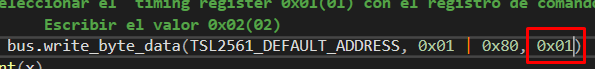 eleccionar el "timing register 0x01(01) con el registro de comando
Escribir el valor 0x02(02)
bus.write_byte_data(TSL2561_DEFAULT_ADDRESS, 0x01 | 0x80, 0x01)
nt(x)